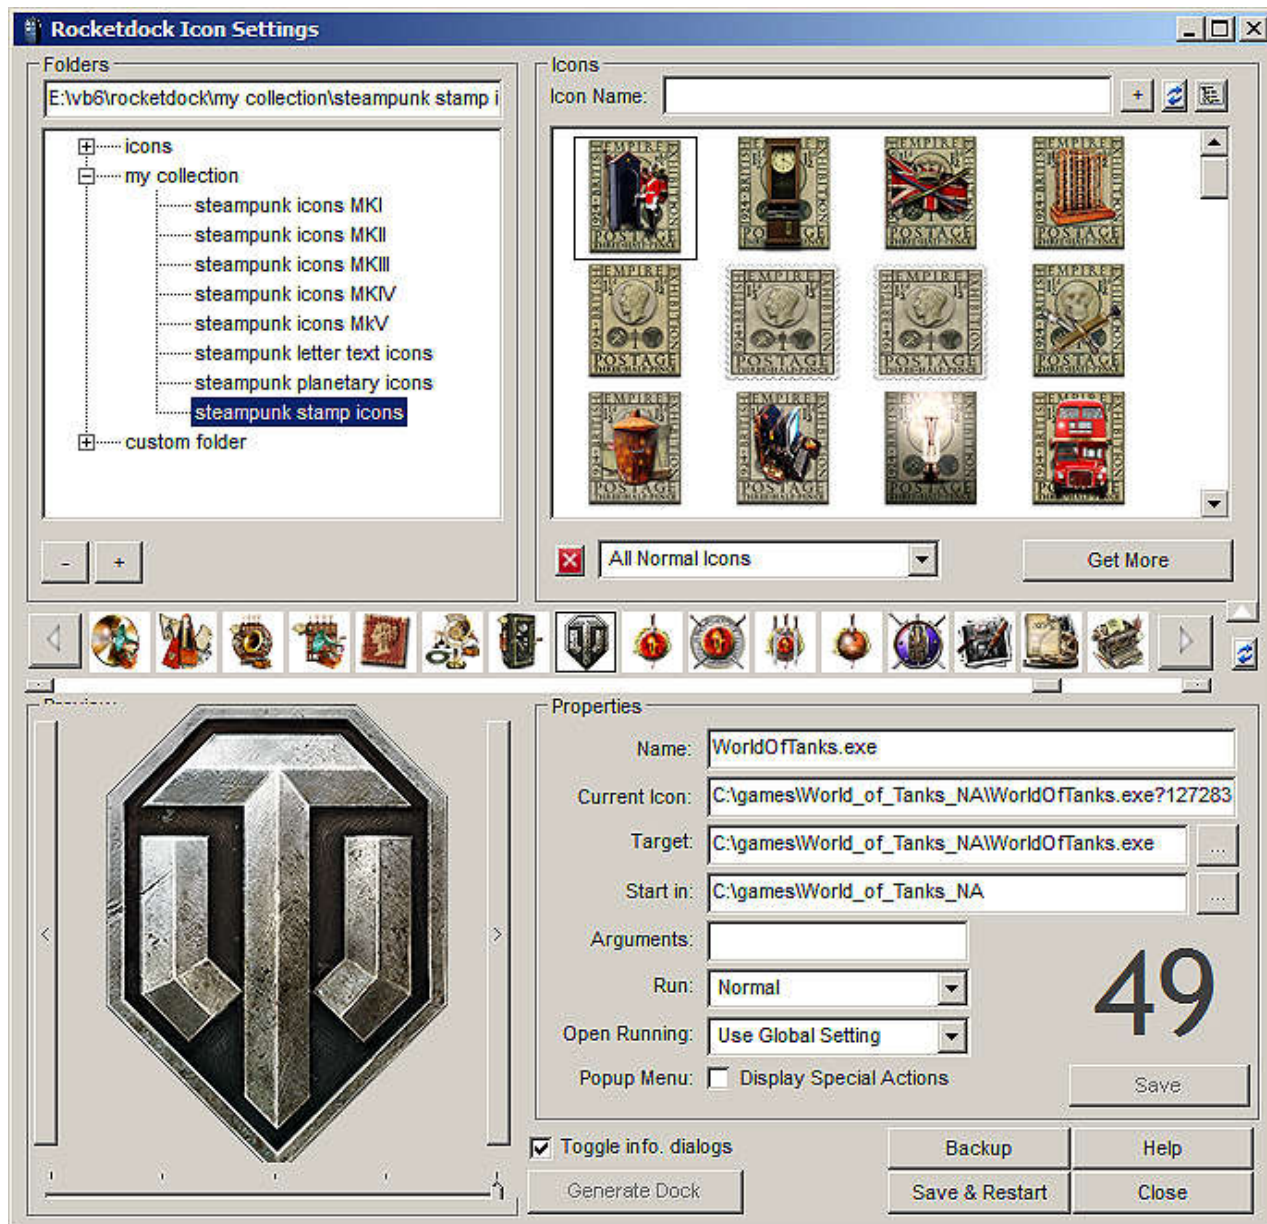 Rocketdock Icon Settings
Folders
E:\vb6\rocketdock\my collection\steampunk stamp i
icons
my collection
steampunk icons MKI
steampunk icons MKII
steampunk icons MKIII
steampunk icons MKIV
steampunk icons MkV
steampunk letter text icons
steampunk planetary icons
steampunk stamp icons
custom folder
-
+
Icons
Icon Name:
+
All Normal Icons
Get More
Properties
Name:
WorldOfTanks.exe
Current Icon:
C:\games\World_of_Tanks_NA\WorldOfTanks.exe?127283
Target:
C:\games\World_of_Tanks_NA\WorldOfTanks.exe
...
Start in:
C:\games\World_of_Tanks_NA
...
Arguments:
Run:
Normal
49
Open Running:
Use Global Setting
Popup Menu:
Display Special Actions
Save
<
>
Toggle info. dialogs
Backup
Help
Generate Dock
Save & Restart
Close